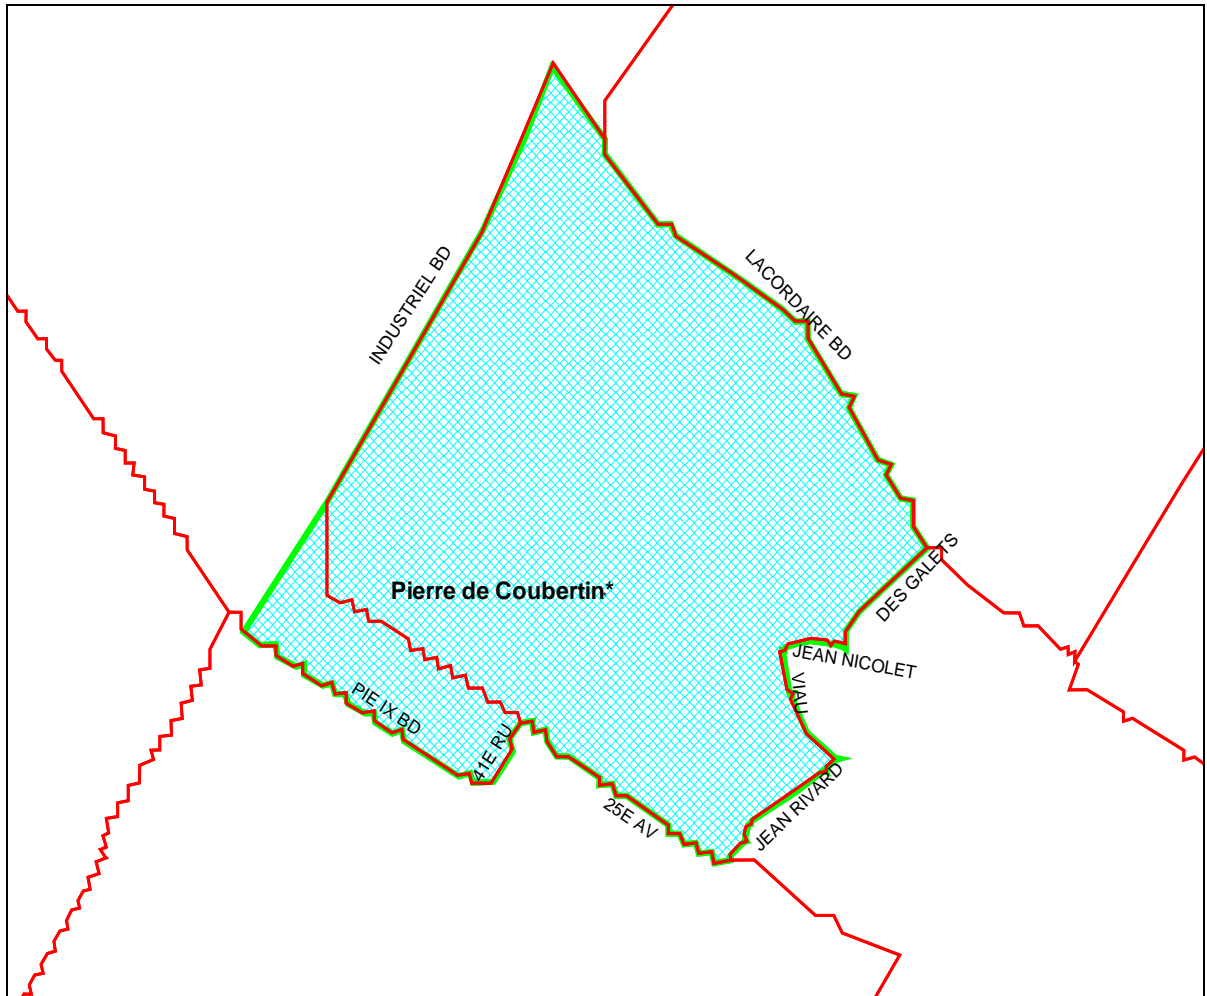 INDUSTRIEL BD
LACORDAIRE BD
DES GALETS
Pierre de Coubertin*
JEAN NICOLET
VIAU
PIE IX BD
41E RU
25E AV
JEAN RIVARD